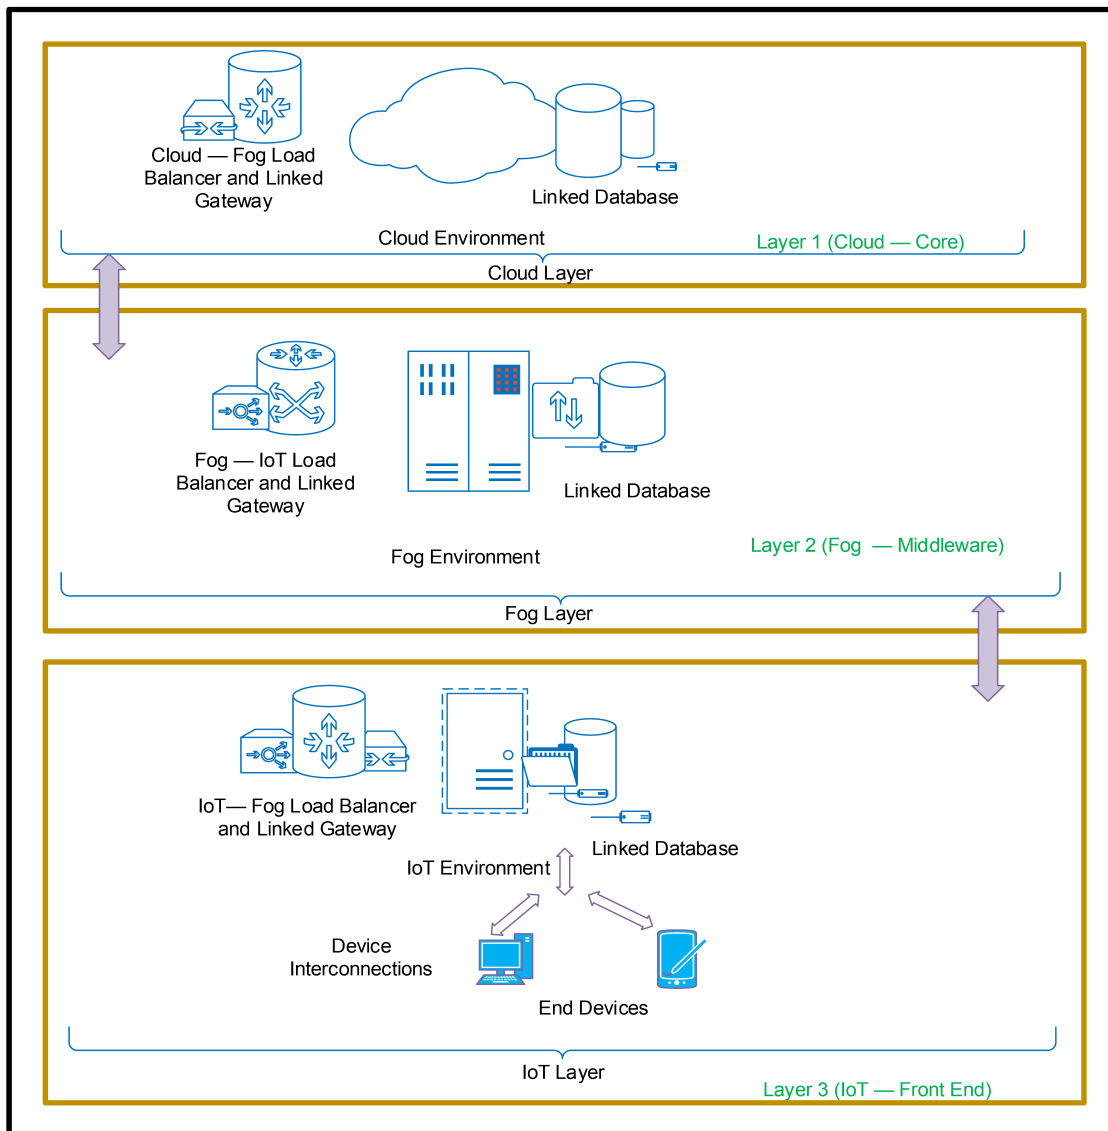 Cloud — Fog Load
Balancer and Linked
Gateway
Linked Database
Cloud Environment
Layer 1 (Cloud — Core)
Cloud Layer
Fog — IoT Load
Balancer and Linked
Gateway
Linked Database
Fog Environment
Layer 2 (Fog — Middleware)
Fog Layer
IoT— Fog Load Balancer
and Linked Gateway
Linked Database
IoT Environment
Device
Interconnections
End Devices
IoT Layer
Layer 3 (IoT — Front End)